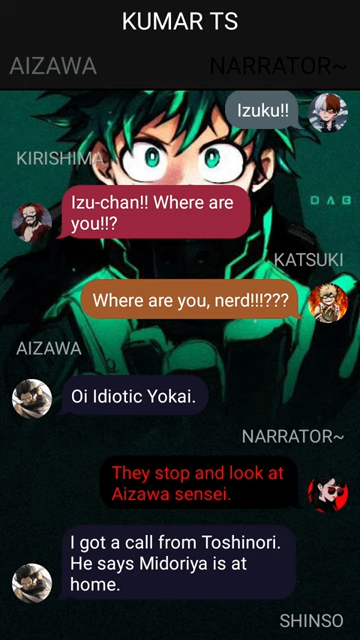 KUMAR TS
AIZAWA
NARRATOR~
Izuku!!
KIRISHIMA
Izu-chan!! Where are
you!!?
DAB
KATSUKI
Where are you, nerd!!!???
AIZAWA
Oi Idiotic Yokai.
NARRATOR~
They stop and look at
Aizawa sensei.
I got a call from Toshinori.
He says Midoriya is at
home.
SHINSO